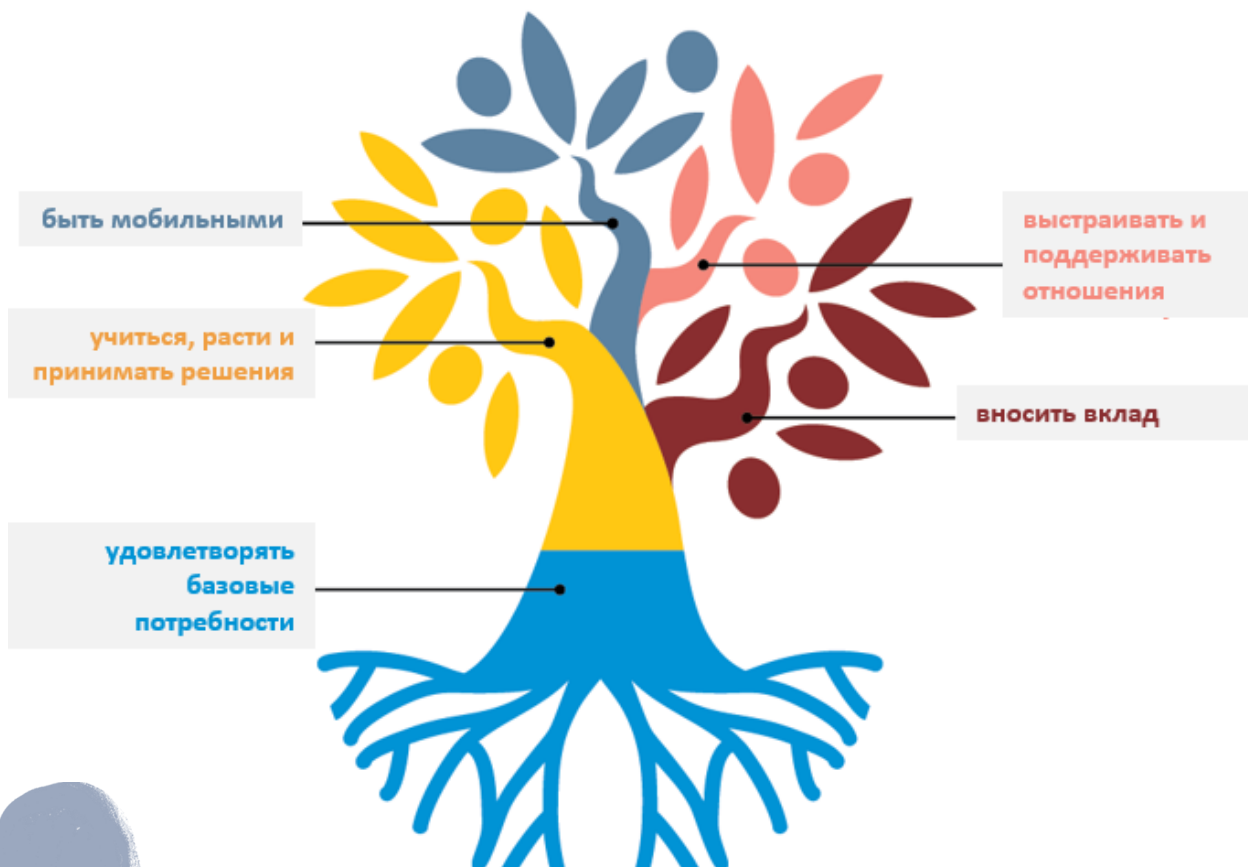 быть мобильными
учиться, расти и
принимать решения
удовлетворять
базовые
потребности
выстраивать и
поддерживать
отношения
вносить вклад